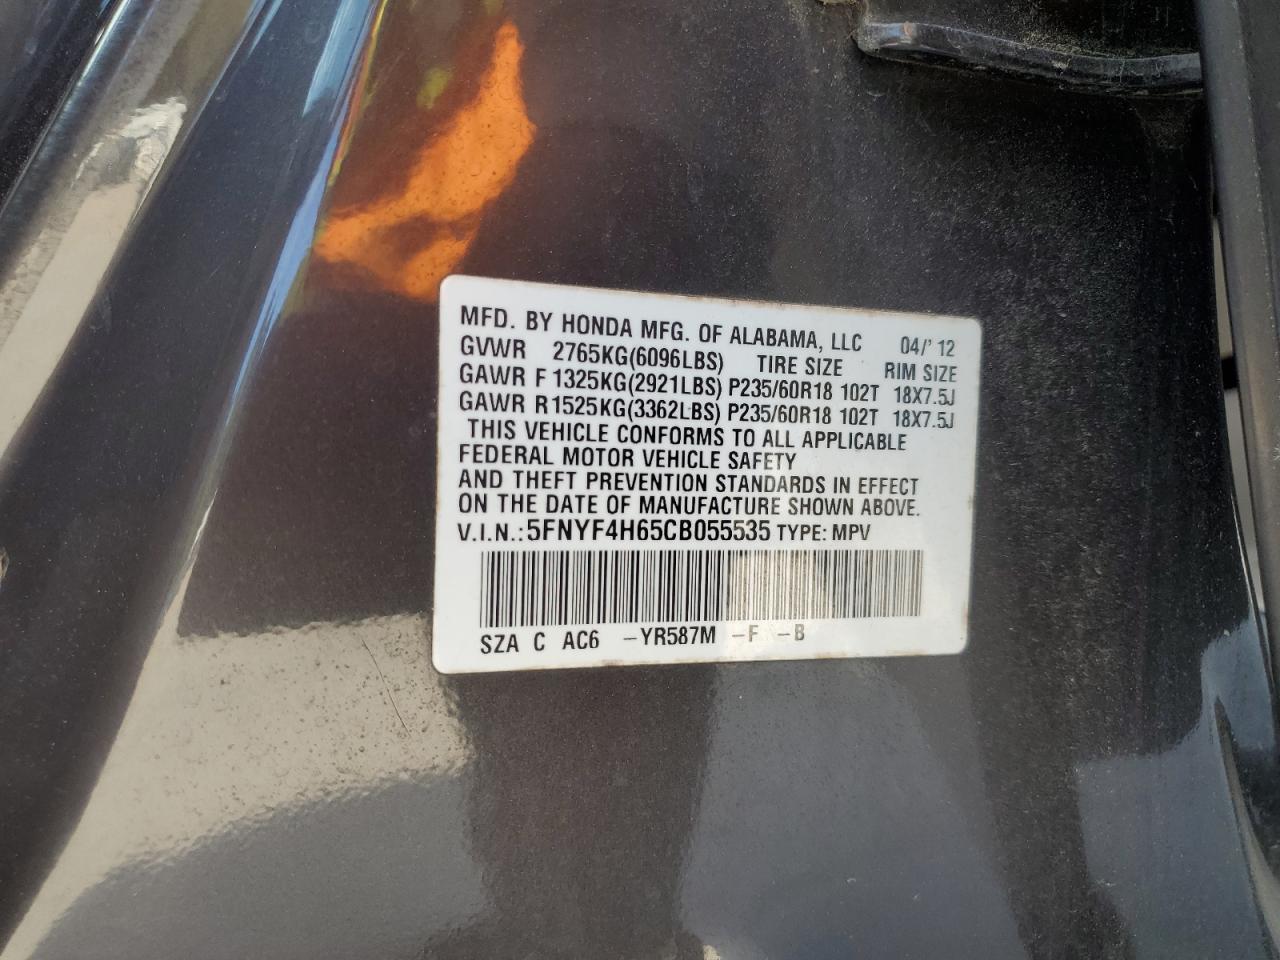 MFD. BY HONDA MFG. OF ALABAMA, LLC 04/'12
GVWR 2765KG(6096LBS) TIRE SIZE RIM SIZE
GAWR F 1325KG(2921LBS) P235/60R18 102T 18X7.5J
GAWR R1525KG(3362LBS) P235/60R18 102T 18X7.5J
THIS VEHICLE CONFORMS TO ALL APPLICABLE
FEDERAL MOTOR VEHICLE SAFETY
AND THEFT PREVENTION STANDARDS IN EFFECT
ON THE DATE OF MANUFACTURE SHOWN ABOVE.
V.I.N.: 5FNYF4H65CB055535 TYPE: MPV
SZA C AC6 -YR587M -F -B